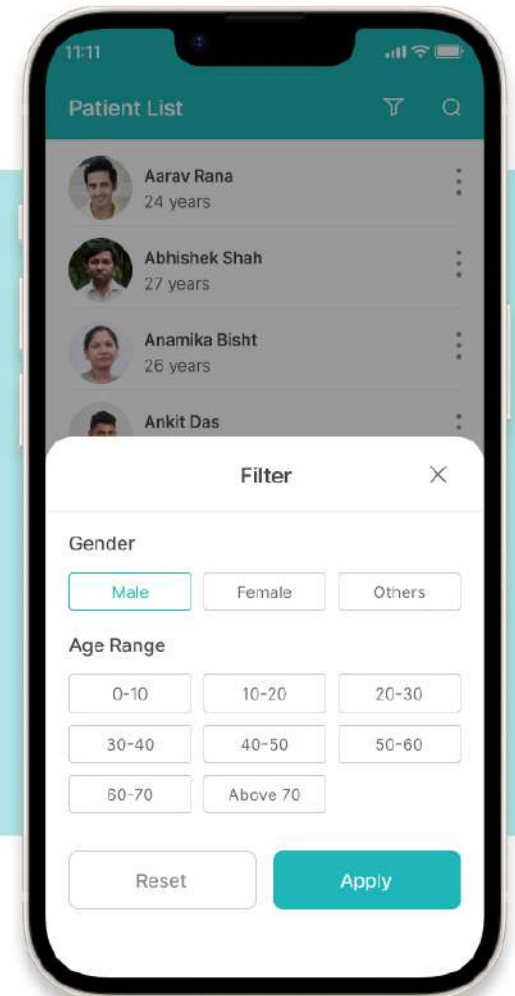 11:11
Patient List
Aarav Rana
24 years
Abhishek Shah
27 years
Anamika Bisht
26 years
Ankit Das
Filter
Gender
Male Female Others
Age Range
0-10 10-20 20-30
30-40 40-50 50-60
60-70 Above 70
Reset Apply